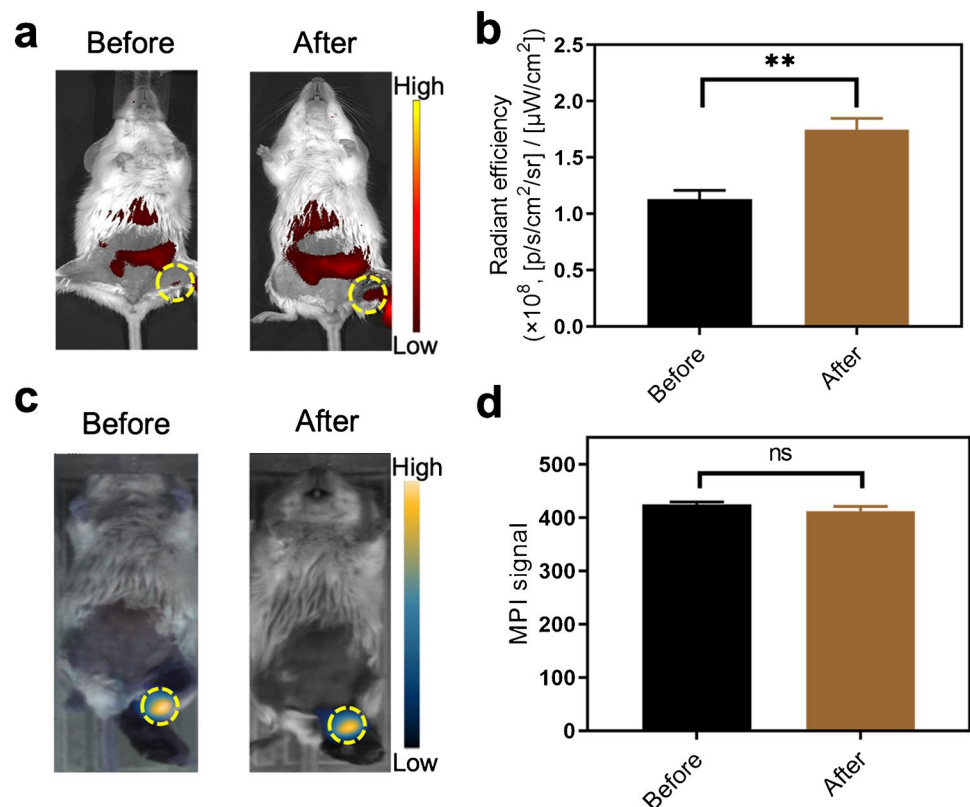 a
Before
After
High
Low
b
Radiant efficiency
(×10⁸, [p/s/cm²/sr] / [µW/cm²])
2.5
2.0
1.5
1.0
0.5
0.0
**
Before
After
c
Before
After
High
Low
d
MPI signal
500
400
300
200
100
0
ns
Before
After